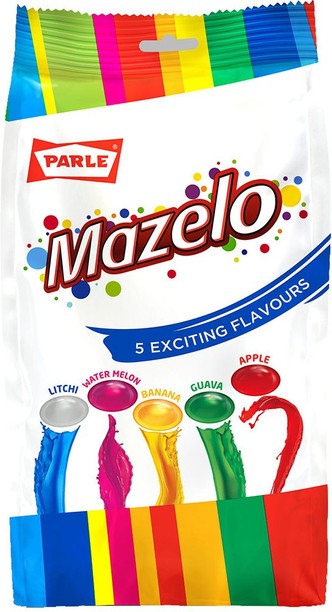 PARLE®
Mazelo
5 EXCITING FLAVOURS
LITCHI
WATER MELON
BANANA
GUAVA
APPLE